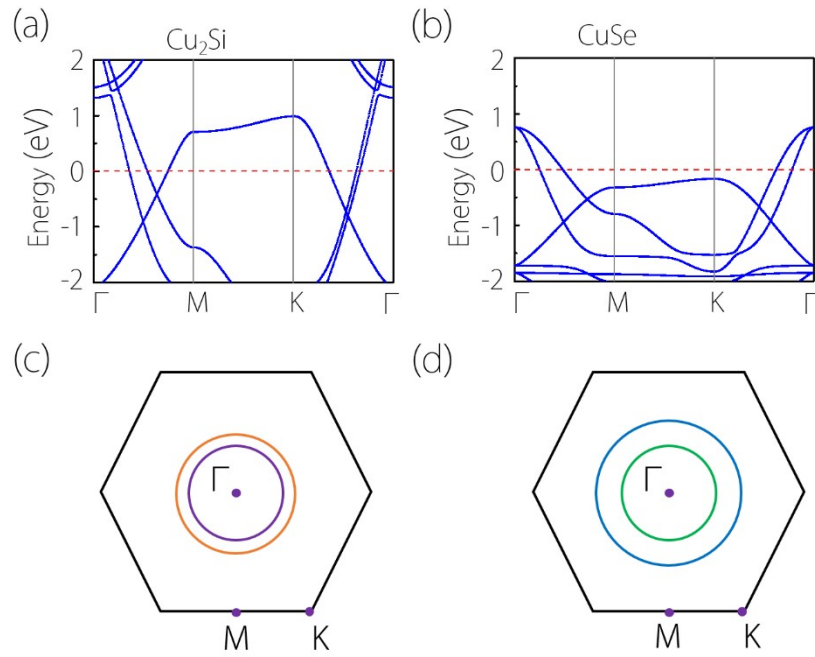 (a)
Cu₂Si
Energy (eV)
2
1
0
-1
-2
Γ
M
K
Γ
(b)
CuSe
Energy (eV)
2
1
0
-1
-2
Γ
M
K
Γ
(c)
Γ
M
K
(d)
Γ
M
K